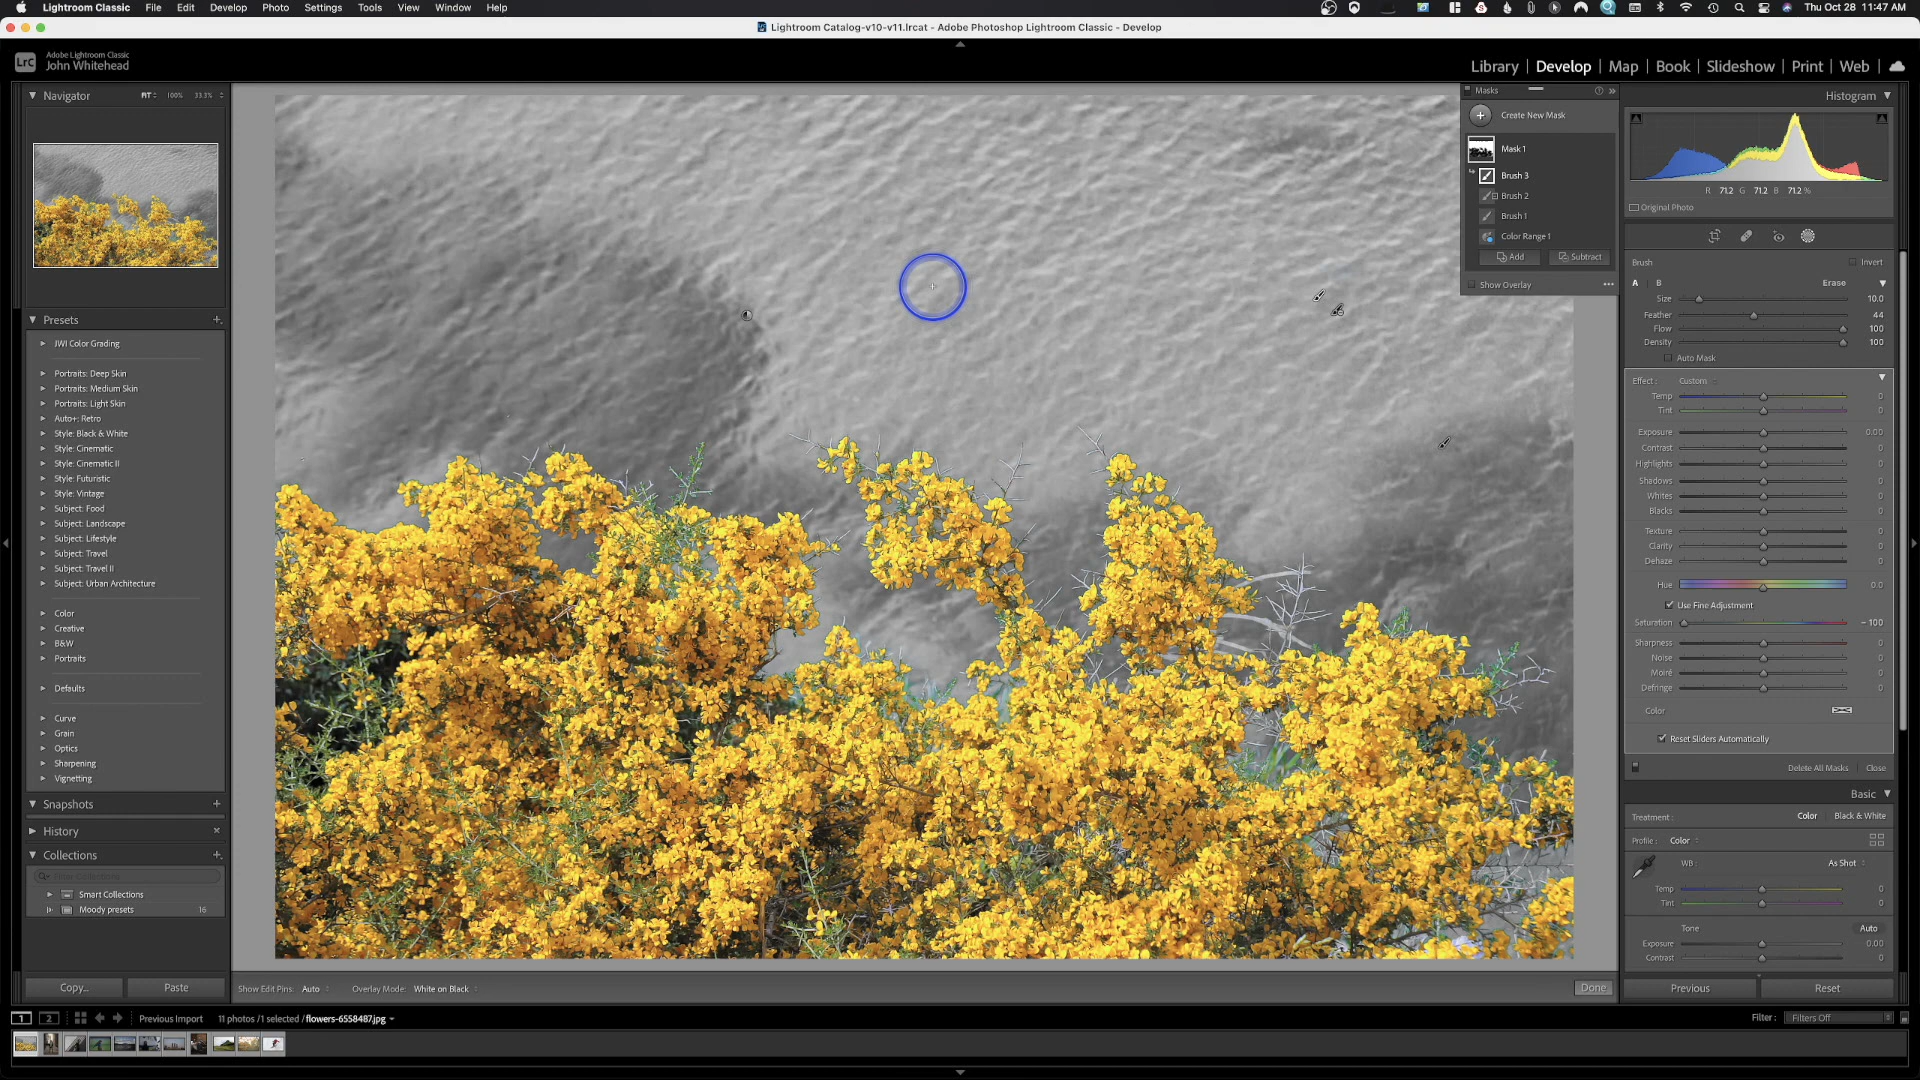 Lightroom Classic File Edit Develop Photo Settings Tools View Window Help Thu Oct 28 11:47 AM
Lightroom Catalog-v10-v11.lrcat - Adobe Photoshop Lightroom Classic - Develop
LrC Adobe Lightroom Classic
John Whitehead
Library | Develop | Map | Book | Slideshow | Print | Web
Navigator FIT 100% 33.3%
Presets
JWI Color Grading
Portraits: Deep Skin
Portraits: Medium Skin
Portraits: Light Skin
Auto+: Retro
Style: Black & White
Style: Cinematic
Style: Cinematic II
Style: Futuristic
Style: Vintage
Subject: Food
Subject: Landscape
Subject: Lifestyle
Subject: Travel
Subject: Travel II
Subject: Urban Architecture
Color
Creative
B&W
Portraits
Defaults
Curve
Grain
Optics
Sharpening
Vignetting
Snapshots
History
Collections
Filter Collections
Smart Collections
Moody presets 16
Copy... Paste
Masks
Create New Mask
Mask 1
Brush 3
Brush 2
Brush 1
Color Range 1
Add Subtract
Show Overlay
Histogram
R 71.2 G 71.2 B 71.2 %
Original Photo
Brush Invert
A B Erase
Size 10.0
Feather 44
Flow 100
Density 100
Auto Mask
Effect : Custom
Temp 0
Tint 0
Exposure 0.00
Contrast 0
Highlights 0
Shadows 0
Whites 0
Blacks 0
Texture 0
Clarity 0
Dehaze 0
Hue 0.0
Use Fine Adjustment
Saturation – 100
Sharpness 0
Noise 0
Moiré 0
Defringe 0
Color
Reset Sliders Automatically
Delete All Masks Close
Basic
Treatment : Color Black & White
Profile : Color
WB : As Shot
Temp 0
Tint 0
Tone Auto
Exposure 0.00
Contrast 0
Previous Reset
Show Edit Pins: Auto Overlay Mode: White on Black Done
1 2 Previous Import 11 photos /1 selected /flowers-6558487.jpg Filter : Filters Off